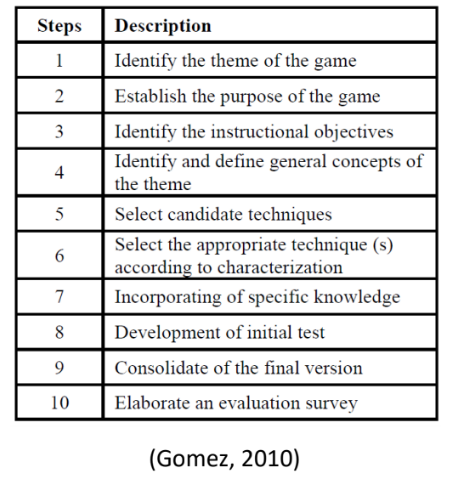 Steps Description
1 Identify the theme of the game
2 Establish the purpose of the game
3 Identify the instructional objectives
4 Identify and define general concepts of
the theme
5 Select candidate techniques
6 Select the appropriate technique (s)
according to characterization
7 Incorporating of specific knowledge
8 Development of initial test
9 Consolidate of the final version
10 Elaborate an evaluation survey
(Gomez, 2010)